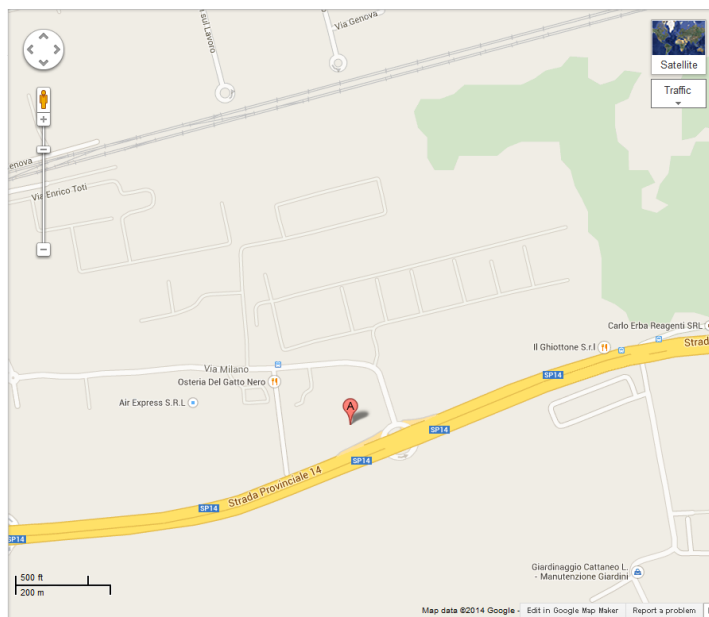 Via Genova
sul Lavoro
Satellite
Traffic
enova
Via Enrico Toti
Carlo Erba Reagenti SRL
Il Ghiottone S.r.l
Strada
Via Milano
SP14
Osteria Del Gatto Nero
Air Express S.R.L
A
SP14
SP14
Strada Provinciale 14
SP14
SP14
Giardinaggio Cattaneo L.
- Manutenzione Giardini
500 ft
200 m
Map data ©2014 Google -
Edit in Google Map Maker
Report a problem